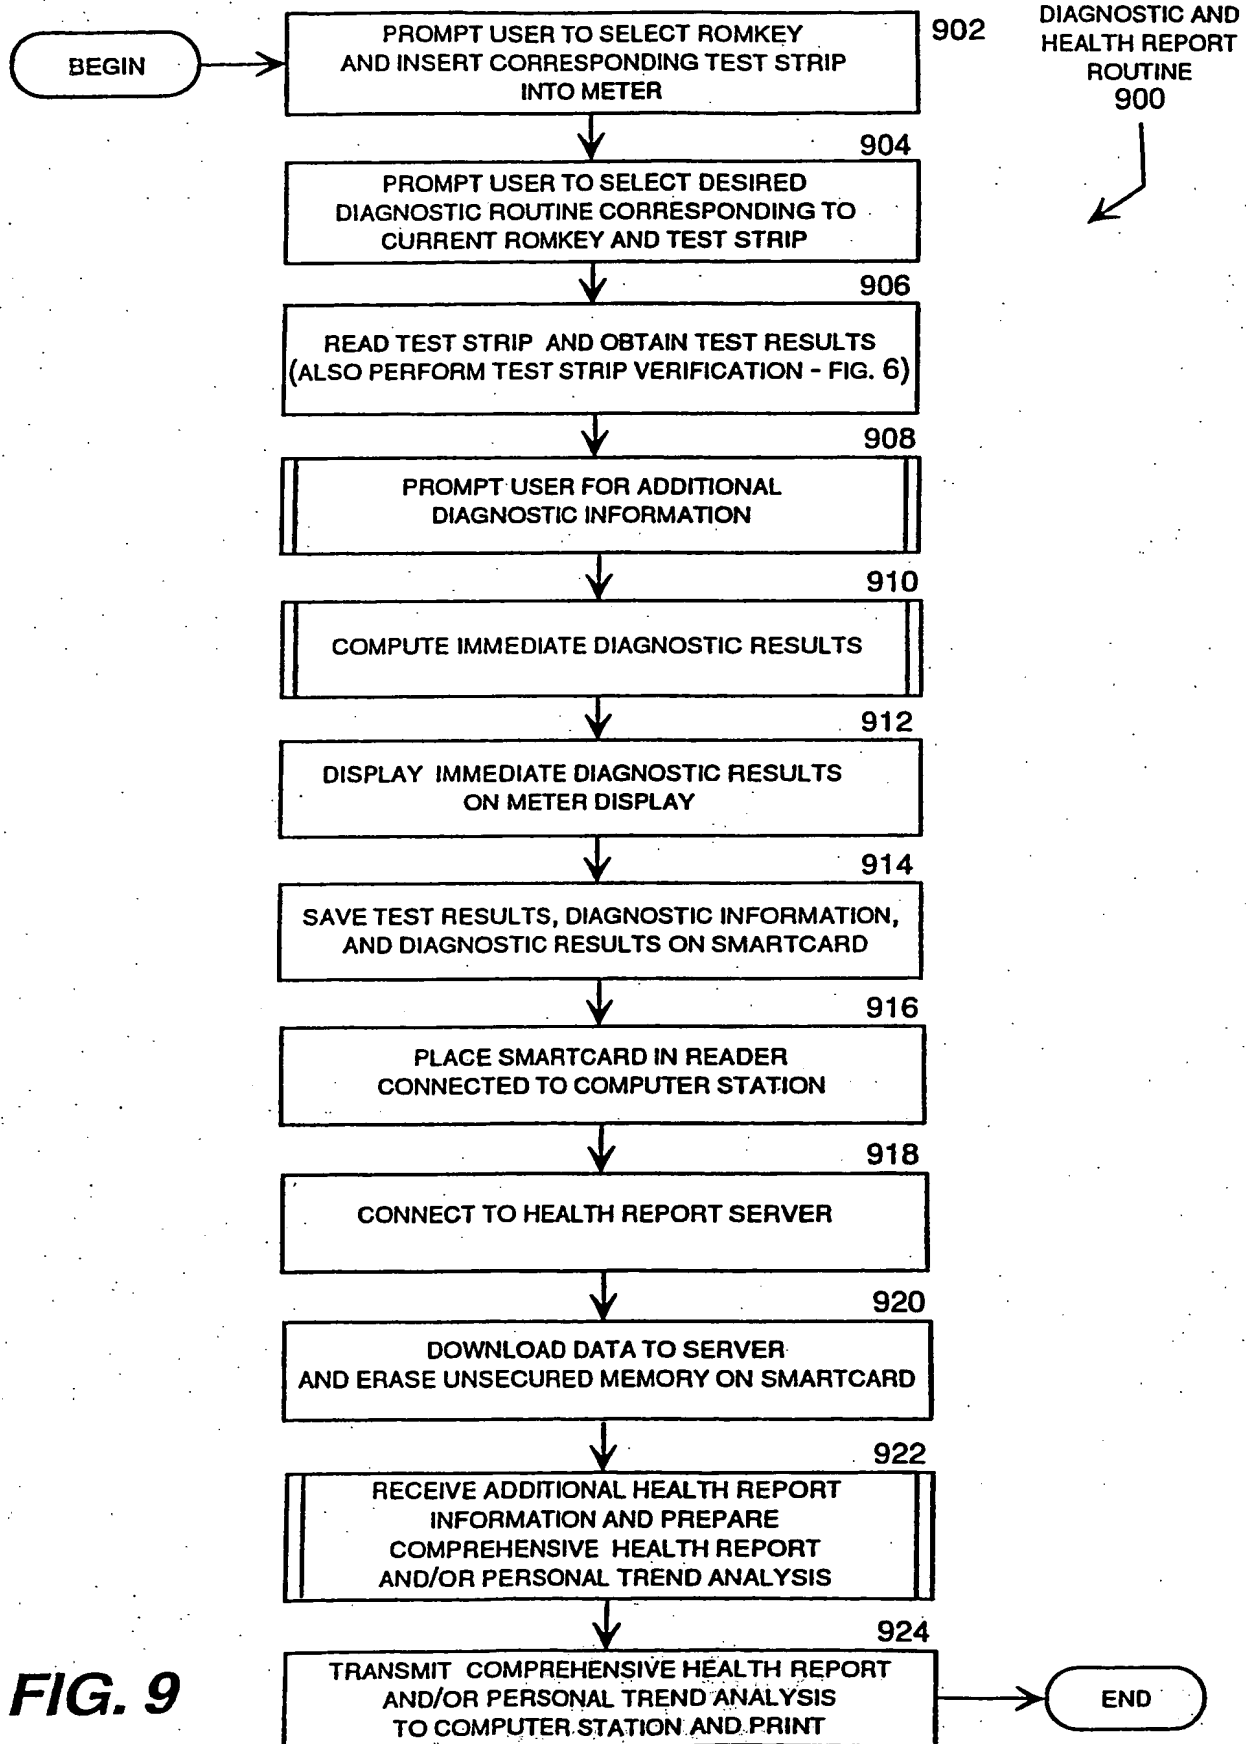 DIAGNOSTIC AND
HEALTH REPORT
ROUTINE
900
BEGIN
902
PROMPT USER TO SELECT ROMKEY
AND INSERT CORRESPONDING TEST STRIP
INTO METER
904
PROMPT USER TO SELECT DESIRED
DIAGNOSTIC ROUTINE CORRESPONDING TO
CURRENT ROMKEY AND TEST STRIP
906
READ TEST STRIP AND OBTAIN TEST RESULTS
(ALSO PERFORM TEST STRIP VERIFICATION - FIG. 6)
908
PROMPT USER FOR ADDITIONAL
DIAGNOSTIC INFORMATION
910
COMPUTE IMMEDIATE DIAGNOSTIC RESULTS
912
DISPLAY IMMEDIATE DIAGNOSTIC RESULTS
ON METER DISPLAY
914
SAVE TEST RESULTS, DIAGNOSTIC INFORMATION,
AND DIAGNOSTIC RESULTS ON SMARTCARD
916
PLACE SMARTCARD IN READER
CONNECTED TO COMPUTER STATION
918
CONNECT TO HEALTH REPORT SERVER
920
DOWNLOAD DATA TO SERVER
AND ERASE UNSECURED MEMORY ON SMARTCARD
922
RECEIVE ADDITIONAL HEALTH REPORT
INFORMATION AND PREPARE
COMPREHENSIVE HEALTH REPORT
AND/OR PERSONAL TREND ANALYSIS
924
TRANSMIT COMPREHENSIVE HEALTH REPORT
AND/OR PERSONAL TREND ANALYSIS
TO COMPUTER STATION AND PRINT
END
FIG. 9